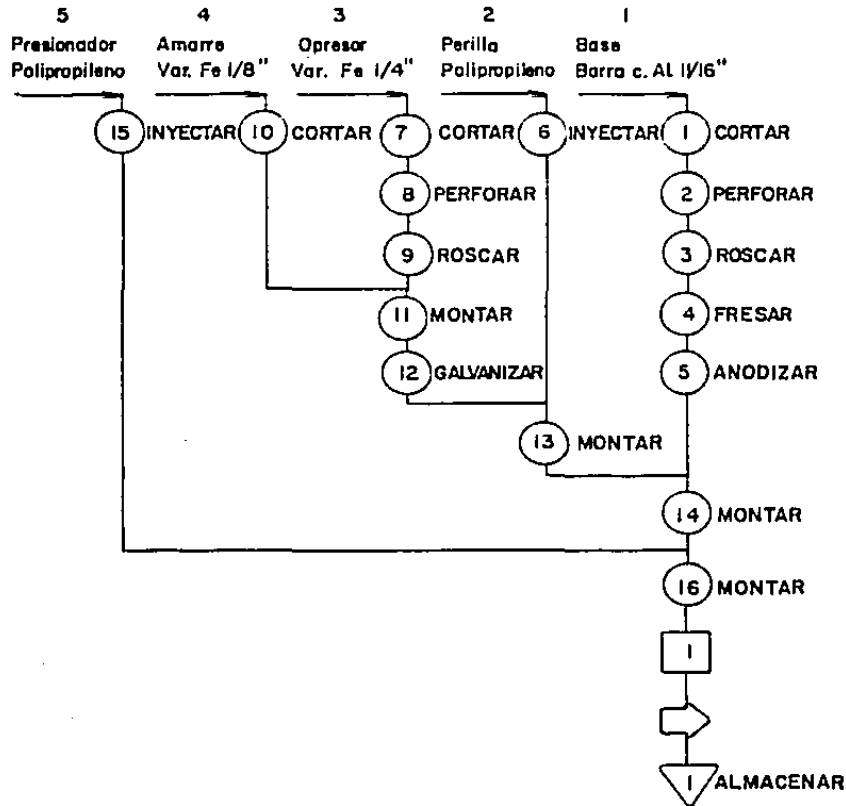 5 4 3 2 1
Presionador Amarre Opresor Perilla Base
Polipropileno Var. Fe 1/8" Var. Fe 1/4" Polipropileno Barra c. Al 11/16"
15 INYECTAR 10 CORTAR 7 CORTAR 6 INYECTAR 1 CORTAR
8 PERFORAR 2 PERFORAR
9 ROSCAR 3 ROSCAR
11 MONTAR 4 FRESAR
12 GALVANIZAR 5 ANODIZAR
13 MONTAR
14 MONTAR
16 MONTAR
1
1 ALMACENAR